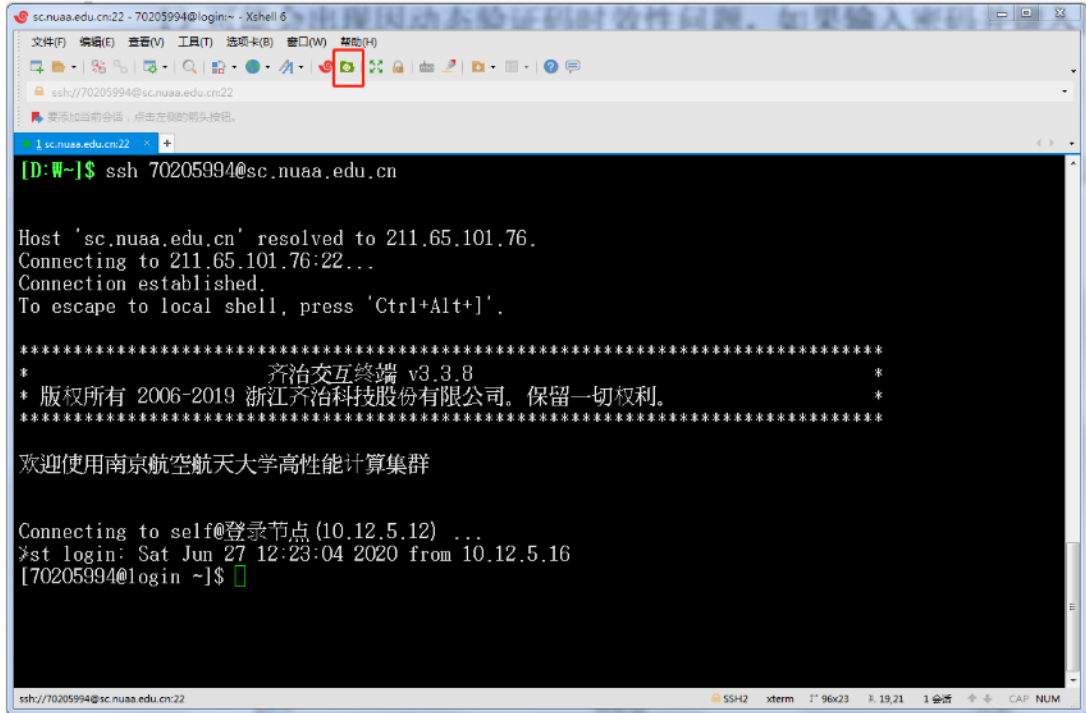 sc.nuaa.edu.cn:22 - 70205994@login:~ - Xshell 6
文件(F) 编辑(E) 查看(V) 工具(T) 选项卡(B) 窗口(W) 帮助(H)
ssh://70205994@sc.nuaa.edu.cn:22
要添加当前会话，点击左侧的箭头按钮。
1 sc.nuaa.edu.cn:22 × +
[D:₩~]$ ssh 70205994@sc.nuaa.edu.cn
Host 'sc.nuaa.edu.cn' resolved to 211.65.101.76.
Connecting to 211.65.101.76:22...
Connection established.
To escape to local shell, press 'Ctrl+Alt+]'.
********************************************************************************
* 齐治交互终端 v3.3.8 *
* 版权所有 2006-2019 浙江齐治科技股份有限公司。保留一切权利。 *
********************************************************************************
欢迎使用南京航空航天大学高性能计算集群
Connecting to self@登录节点(10.12.5.12) ...
st login: Sat Jun 27 12:23:04 2020 from 10.12.5.16
[70205994@login ~]$
ssh://70205994@sc.nuaa.edu.cn:22 SSH2 xterm 96x23 19,21 1 会话 CAP NUM